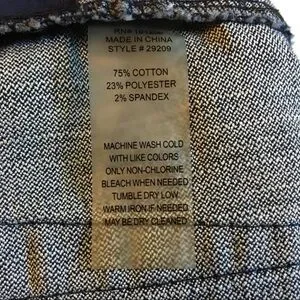 MADE IN CHINA
STYLE # 29209
75% COTTON
23% POLYESTER
2% SPANDEX
MACHINE WASH COLD
WITH LIKE COLORS
ONLY NON-CHLORINE
BLEACH WHEN NEEDED
TUMBLE DRY LOW
WARM IRON IF NEEDED
MAY BE DRY CLEANED